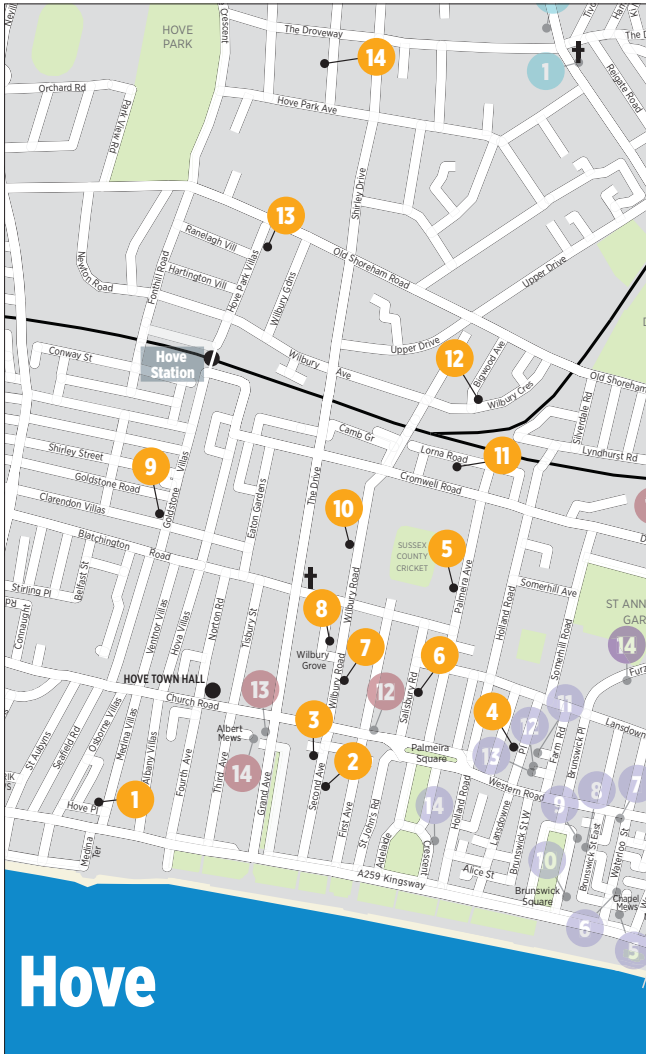 HOVE
PARK
Crescent
The Droveway
14
1
Reigate Road
Orchard Rd
Park View Rd
Hove Park Ave
Shirley Drive
13
Ranelagh Vill
Hartington Vill
Hove Park Villas
Wilbury Gdns
Old Shoreham Road
Upper Drive
Newton Road
Fonthill Road
Conway St
Hove
Station
Wilbury
Ave
Upper Drive
12
Bigwood Ave
Wilbury Cres
Old Shoreham
Silverdale Rd
Camb Gr
Lorna Road
11
Lyndhurst Rd
Cromwell Road
Shirley Street
9
Goldstone Road
Goldstone
Villas
Clarendon Villas
Eaton Gardens
The Drive
10
SUSSEX
COUNTY
CRICKET
5
Palmeira Ave
Blatchington
Road
Stirling Pl
Belfast St
Connaught
Ventnor Villas
Hova Villas
Norton Rd
Tisbury St
8
Wilbury Road
Wilbury
Grove
Holland Road
Somerhill Ave
Somerhill Road
ST ANN
GAR
14
7
6
Wilbury Road
Salisbury Rd
HOVE TOWN HALL
Church Road
13
12
3
4
11
12
13
Lansdown
St Aubyns
Seafield Rd
Osborne Villas
Medina Villas
Albany Villas
Fourth Ave
Third Ave
Albert
Mews
14
Grand Ave
Second Ave
2
First Ave
St John's Rd
Palmeira
Square
Farm Rd
Brunswick Pl
Western Road
1
Hove Pl
Medina
Ter
Adelaide
Crescent
14
Holland Road
Lansdowne
Brunswick St W
Alice St
9
8
7
10
Brunswick
Square
Brunswick St East
Waterloo St
Chapel
Mews
6
5
A259 Kingsway
Hove